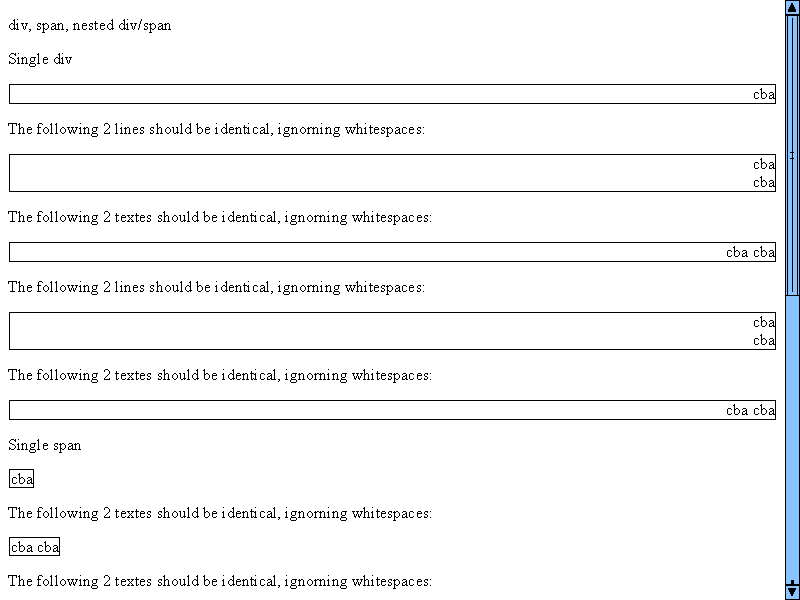 div, span, nested div/span
Single div
cba
The following 2 lines should be identical, ignorning whitespaces:
cba
cba
The following 2 textes should be identical, ignorning whitespaces:
cba cba
The following 2 lines should be identical, ignorning whitespaces:
cba
cba
The following 2 textes should be identical, ignorning whitespaces:
cba cba
Single span
cba
The following 2 textes should be identical, ignorning whitespaces:
cba cba
The following 2 textes should be identical, ignorning whitespaces: